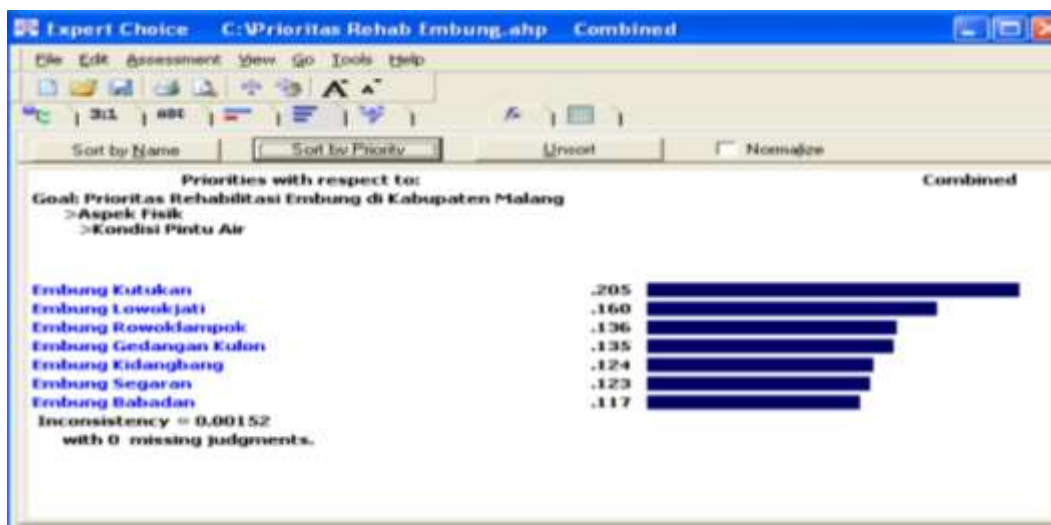 Expert Choice C:\Prioritas Rehab Embung.ahp Combined
File Edit Assessment View Go Tools Help
A A
3:1 ABC
Sort by Name Sort by Priority Unsort Normalize
Priorities with respect to: Combined
Goal: Prioritas Rehabilitasi Embung di Kabupaten Malang
>Aspek Fisik
>Kondisi Pintu Air
Embung Kutukan .205
Embung Lowokjati .160
Embung Rowoklampok .136
Embung Gedangan Kulon .135
Embung Kidangbang .124
Embung Segaran .123
Embung Babadan .117
Inconsistency = 0.00152
with 0 missing judgments.